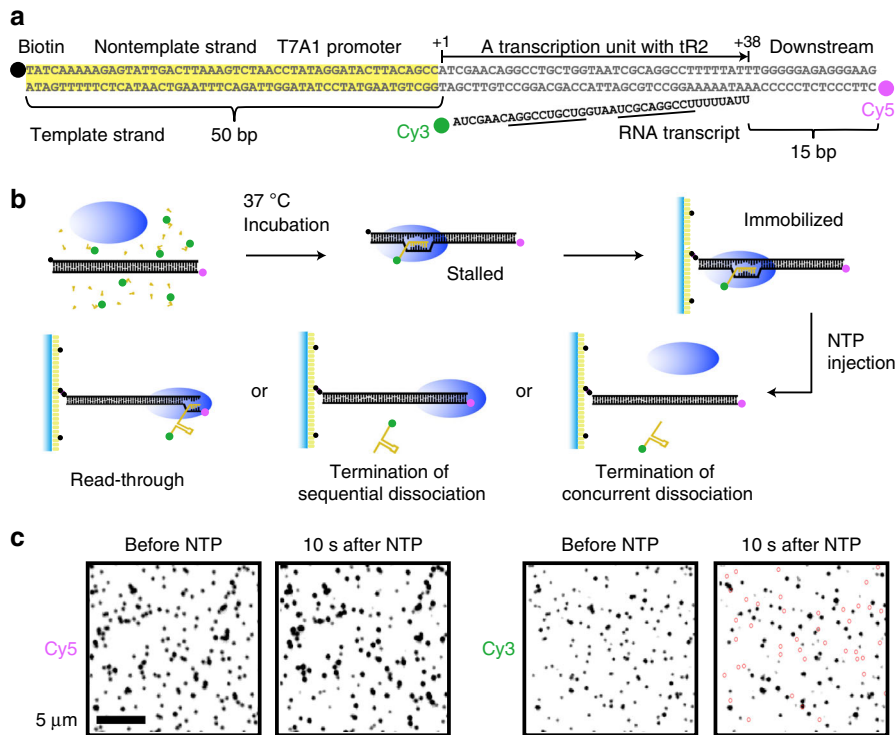 a
Biotin Nontemplate strand T7A1 promoter +1 A transcription unit with tR2 +38 Downstream
TATCAAAAAGAGTATTGACTTAAAGTCTAACCTATAGGATACTTACAGCCATCGAACAGGCCTGCTGGTAATCGCAGGCCTTTTTATTTGGGGGAGAGGGAAG
ATAGTTTTTCTCATAACTGAATTTCAGATTGGATATCCTATGAATGTCGGTAGCTTGTCCGGACGACCATTAGCGTCCGGAAAAATAAACCCCCTCTCCCTTC
Cy5
Cy3 AUCGAACAGGCCUGCUGGUAAUCGCAGGCCUUUUUAUU
Template strand 50 bp RNA transcript
15 bp
b
37 °C
Incubation
Stalled
Immobilized
NTP
injection
or
or
Read-through
Termination of
sequential dissociation
Termination of
concurrent dissociation
c
Before NTP 10 s after NTP Before NTP 10 s after NTP
Cy5 Cy3
5 μm